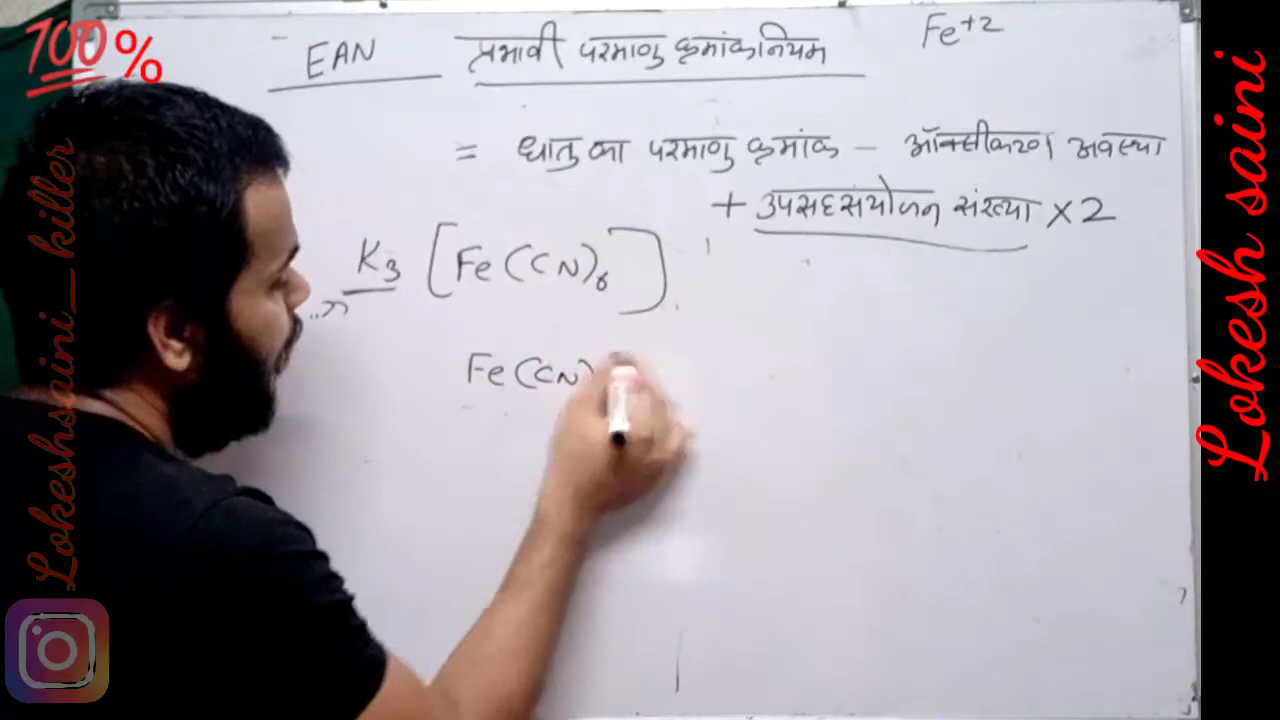 100%
EAN प्रभावी परमाणु क्रमांक नियम Fe+2
= धातु का परमाणु क्रमांक - ऑक्सीकरण अवस्था
+ उपसहसंयोजन संख्या × 2
K3 [Fe(CN)6]
Fe(CN)
Lokeshsaini_killer
Lokesh saini